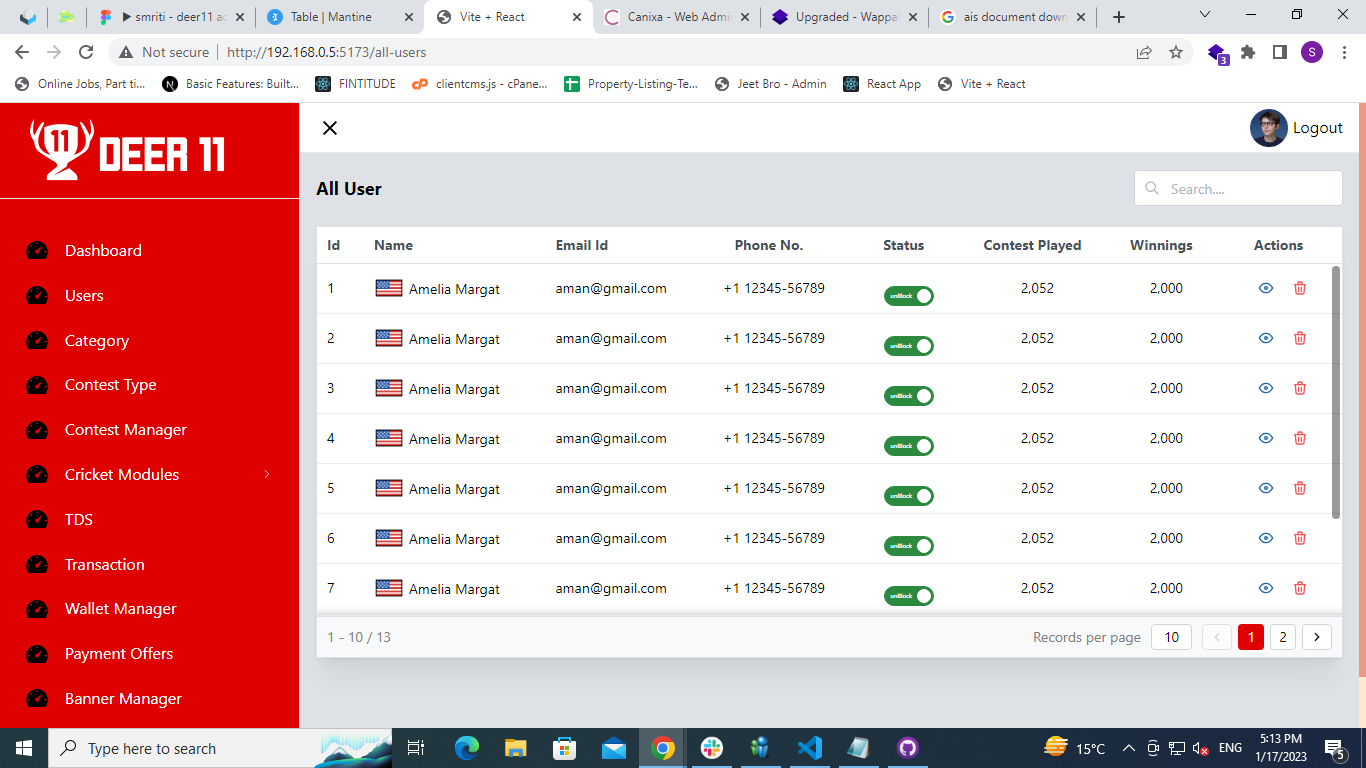 smriti - deer11 ad
Table | Mantine
Vite + React
Canixa - Web Admi
Upgraded - Wappal
ais document down
Not secure | http://192.168.0.5:5173/all-users
3
S
Online Jobs, Part ti...
Basic Features: Built...
FINTITUDE
clientcms.js - cPane...
Property-Listing-Te...
Jeet Bro - Admin
React App
Vite + React
11 DEER 11
Logout
All User
Search....
Dashboard
Users
Category
Contest Type
Contest Manager
Cricket Modules
TDS
Transaction
Wallet Manager
Payment Offers
Banner Manager
Id Name Email Id Phone No. Status Contest Played Winnings Actions
1 Amelia Margat aman@gmail.com +1 12345-56789 unBlock 2,052 2,000
2 Amelia Margat aman@gmail.com +1 12345-56789 unBlock 2,052 2,000
3 Amelia Margat aman@gmail.com +1 12345-56789 unBlock 2,052 2,000
4 Amelia Margat aman@gmail.com +1 12345-56789 unBlock 2,052 2,000
5 Amelia Margat aman@gmail.com +1 12345-56789 unBlock 2,052 2,000
6 Amelia Margat aman@gmail.com +1 12345-56789 unBlock 2,052 2,000
7 Amelia Margat aman@gmail.com +1 12345-56789 unBlock 2,052 2,000
1 - 10 / 13 Records per page 10 1 2
Type here to search
15°C
ENG
5:13 PM
1/17/2023
5